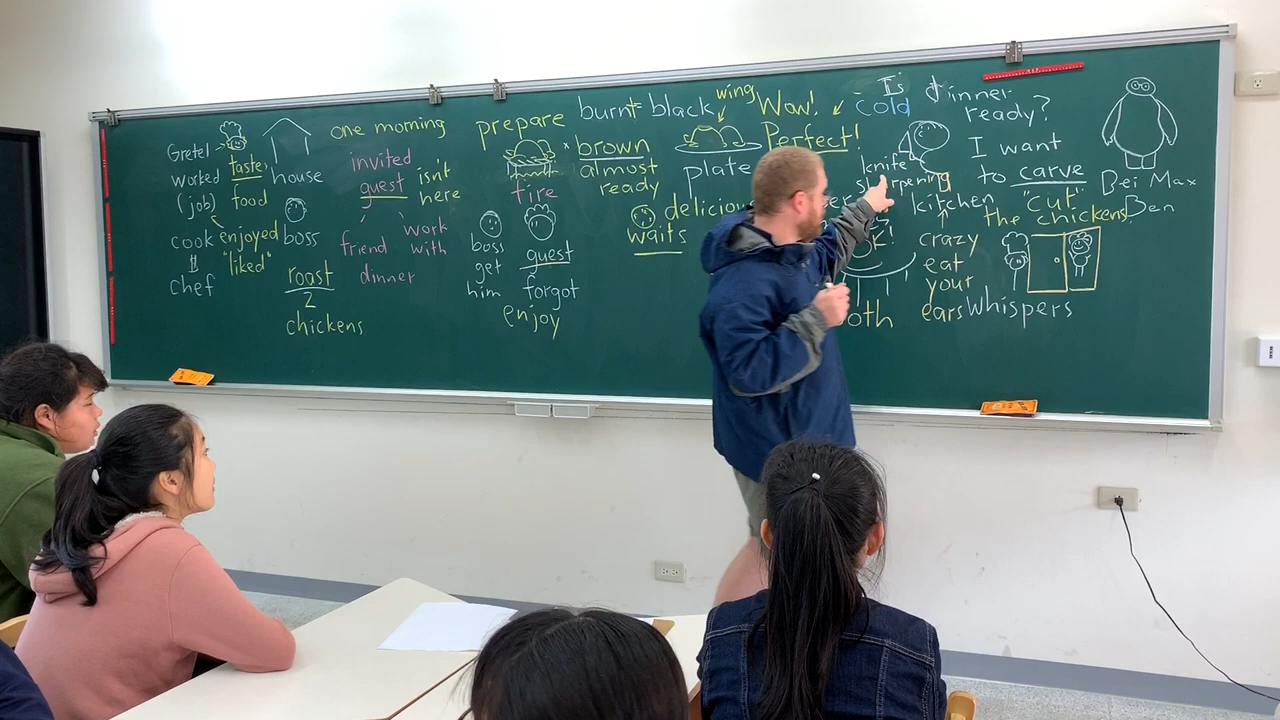 Gretel
worked
(job)
cook
chef
taste
food
enjoyed
"liked"
house
boss
roast
2
chickens
one morning
invited
guest
isn't
here
friend
work
with
dinner
prepare
fire
boss
get
him
guest
forgot
enjoy
burnt = black
brown
almost
ready
waits
delicious
wing
plate
Wow!
Perfect!
Is
cold
dinner
ready?
knife
sharpening
kitchen
I want
to carve
"cut"
the chickens.
crazy
eat
your
ears
whispers
Bei Max
Ben